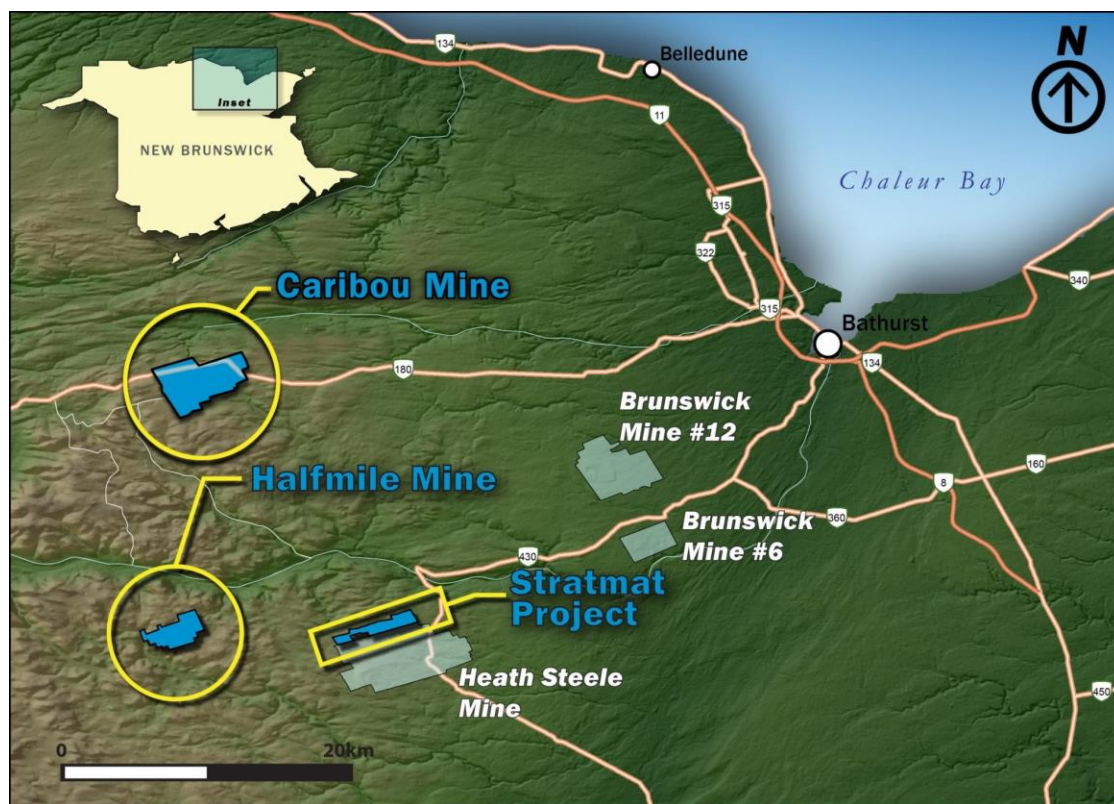 134
Belledune
N
Inset
11
NEW BRUNSWICK
Chaleur Bay
315
322
340
Caribou Mine
315
Bathurst
134
180
Brunswick
Mine #12
Halfmile Mine
160
8
360
Brunswick
Mine #6
430
Stratmat
Project
Heath Steele
Mine
450
0
20km